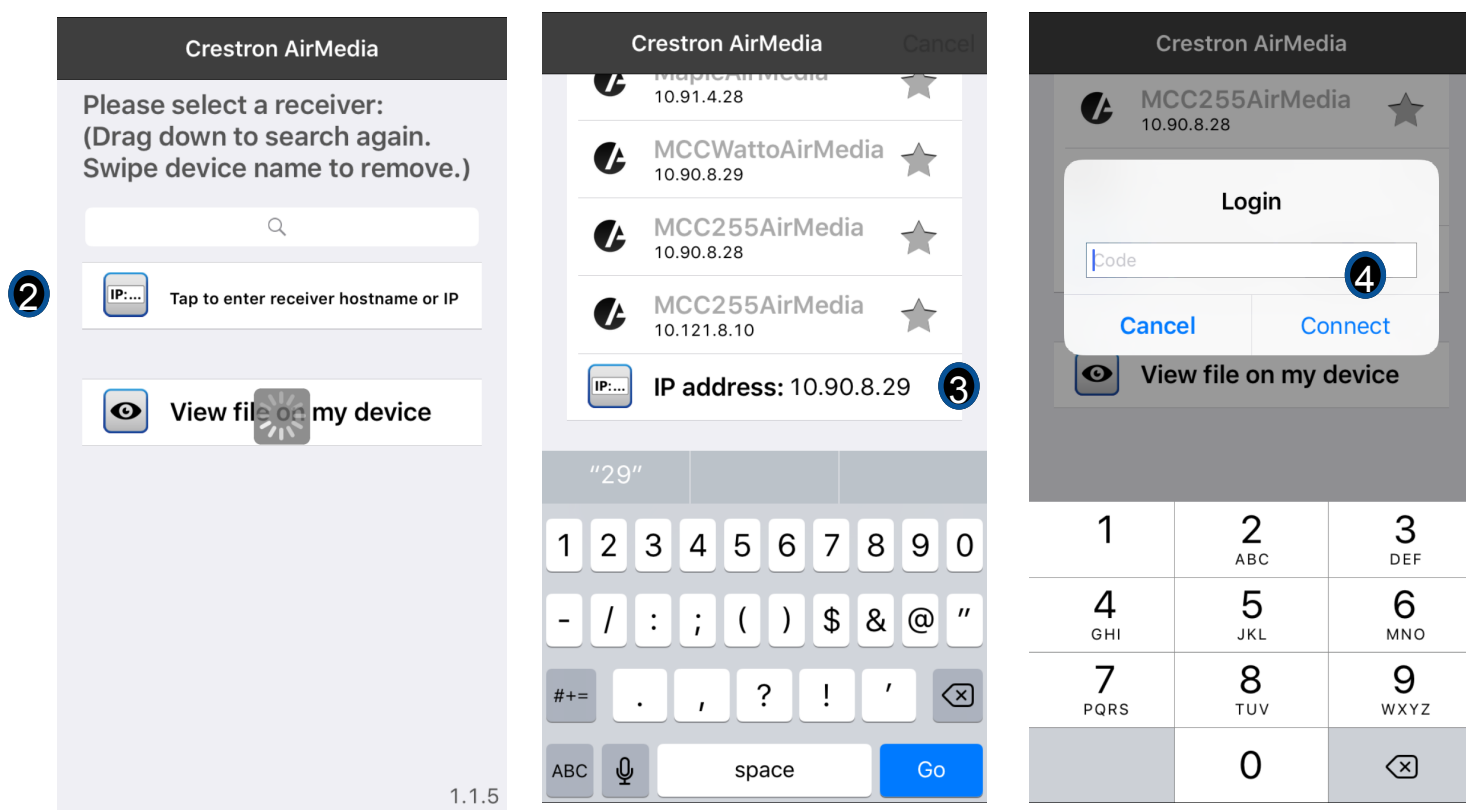 Crestron AirMedia
Please select a receiver:
(Drag down to search again.
Swipe device name to remove.)
2
IP:...
Tap to enter receiver hostname or IP
View file on my device
1.1.5
Crestron AirMedia
Cancel
MapleAirMedia
10.91.4.28
MCCWattoAirMedia
10.90.8.29
MCC255AirMedia
10.90.8.28
MCC255AirMedia
10.121.8.10
IP:...
IP address: 10.90.8.29
3
"29"
1 2 3 4 5 6 7 8 9 0
- / : ; ( ) $ & @ "
#+= . , ? ! '
ABC space Go
Crestron AirMedia
MCC255AirMedia
10.90.8.28
Login
Code
4
Cancel Connect
View file on my device
1 2 3
ABC DEF
4 5 6
GHI JKL MNO
7 8 9
PQRS TUV WXYZ
0